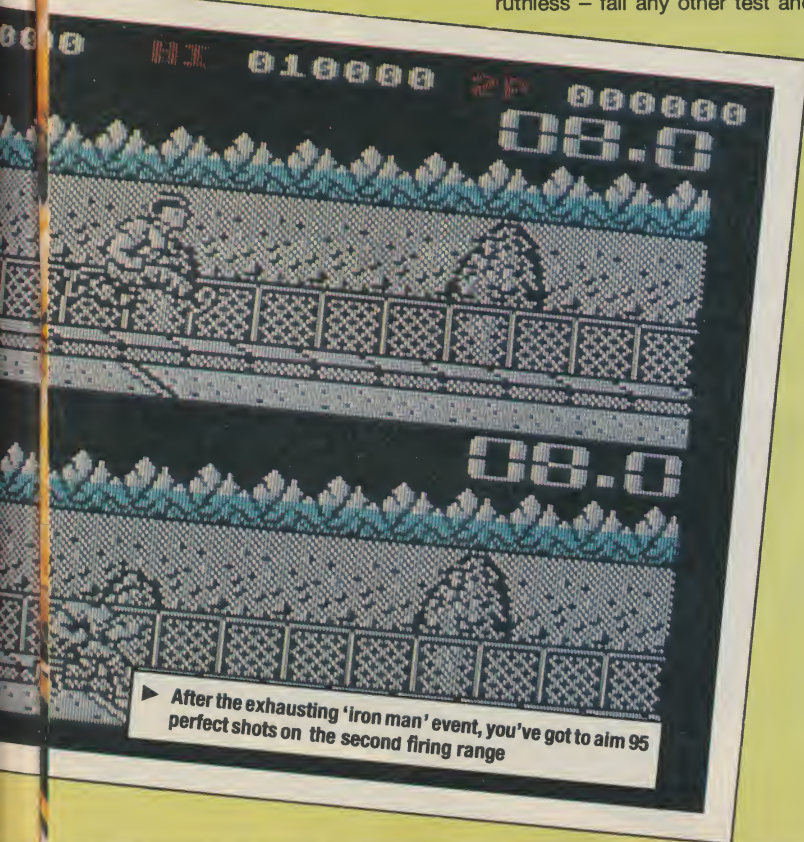 ruthless – fail any other test and
HI 010000 2P 000000
08.0
08.0
► After the exhausting ‘iron man’ event, you’ve got to aim 95
perfect shots on the second firing range